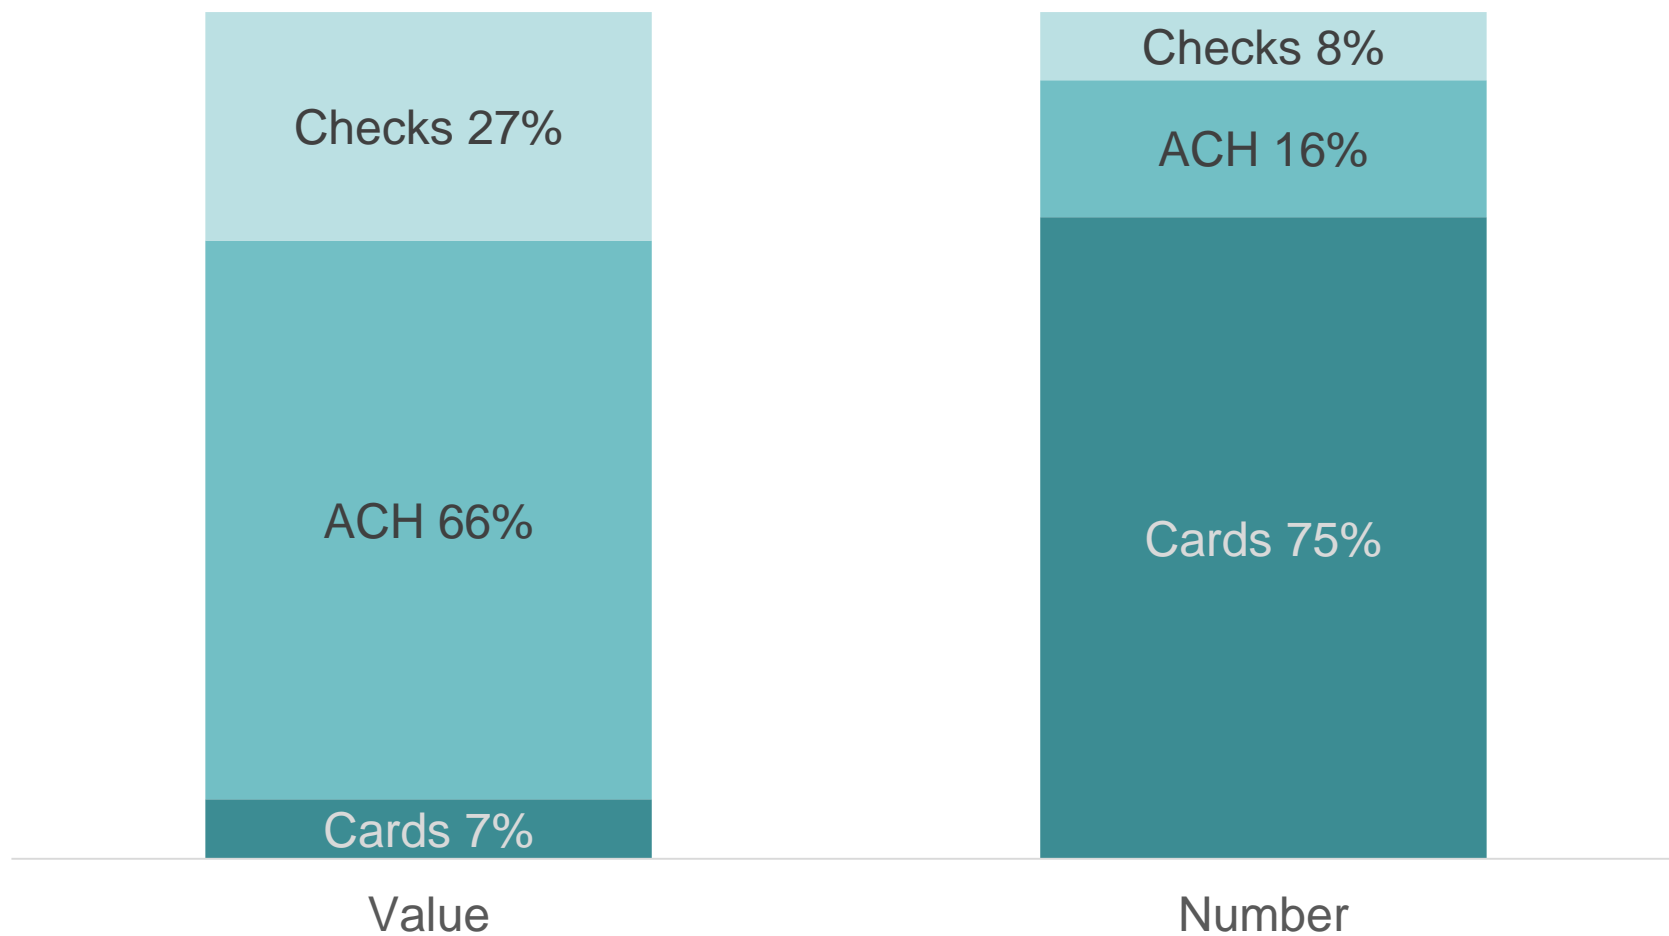 Checks 27%
ACH 66%
Cards 7%
Value
Checks 8%
ACH 16%
Cards 75%
Number